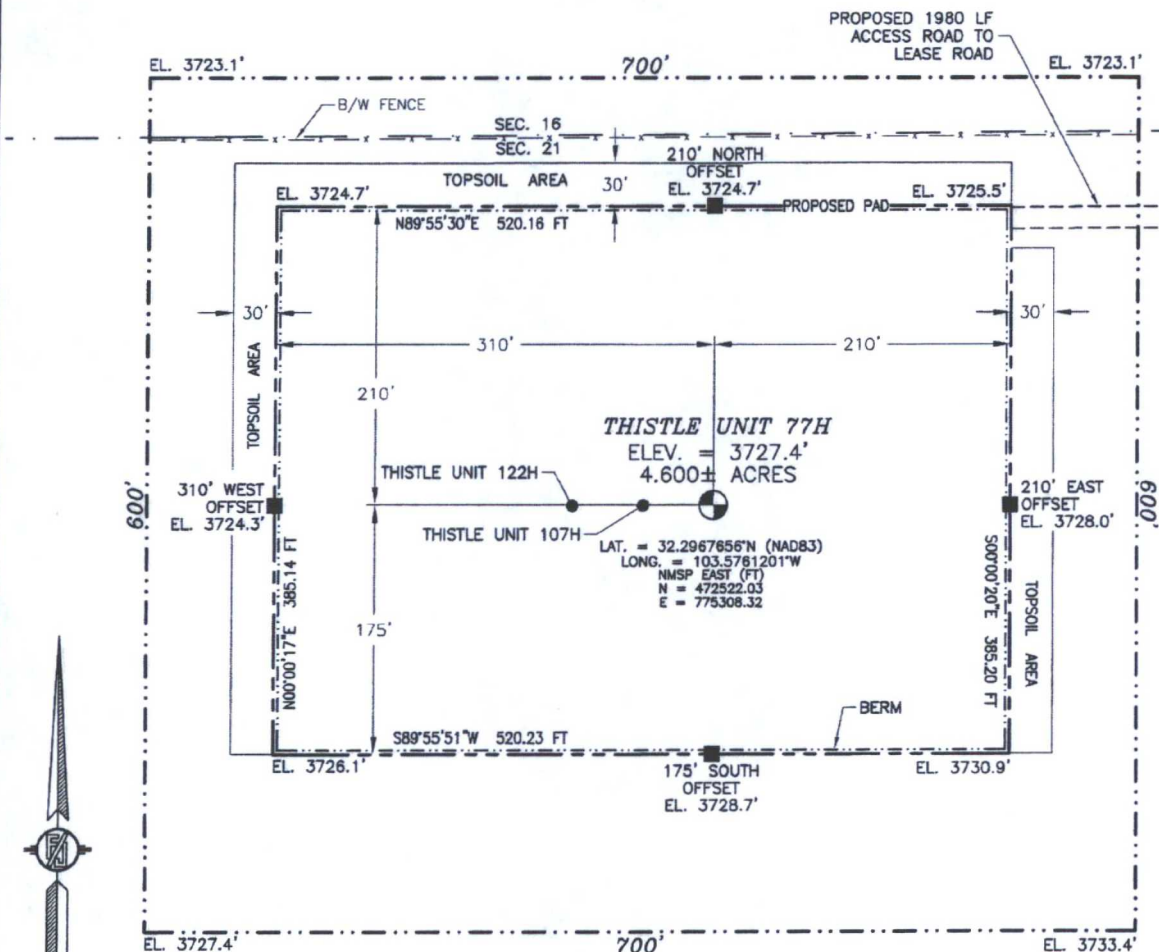 PROPOSED 1980 LF
ACCESS ROAD TO
LEASE ROAD
EL. 3723.1'
700'
EL. 3723.1'
B/W FENCE
SEC. 16
SEC. 21
210' NORTH
OFFSET
EL. 3724.7'
TOPSOIL AREA
30'
EL. 3724.7'
EL. 3725.5'
PROPOSED PAD
N89°55'30"E 520.16 FT
30'
30'
310'
210'
TOPSOIL AREA
210'
THISTLE UNIT 77H
ELEV. = 3727.4'
4.600± ACRES
THISTLE UNIT 122H
600'
310' WEST
OFFSET
EL. 3724.3'
210' EAST
OFFSET
EL. 3728.0'
600'
THISTLE UNIT 107H
LAT. = 32.2967656°N (NAD83)
LONG. = 103.5761201°W
NMSP EAST (FT)
N = 472522.03
E = 775308.32
N00°00'17"E 385.14 FT
175'
S00°00'20"E 385.20 FT
TOPSOIL AREA
BERM
S89°55'51"W 520.23 FT
EL. 3726.1'
175' SOUTH
OFFSET
EL. 3728.7'
EL. 3730.9'
EL. 3727.4'
700'
EL. 3733.4'